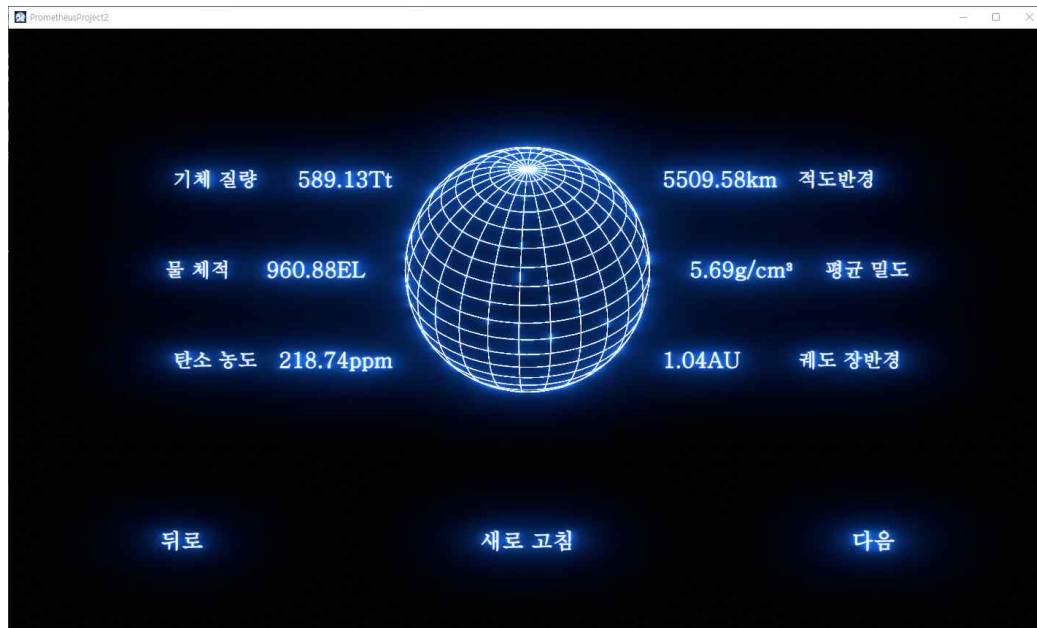 PrometheusProject2
기체 질량 589.13Tt 5509.58km 적도반경
물 체적 960.88EL 5.69g/cm³ 평균 밀도
탄소 농도 218.74ppm 1.04AU 궤도 장반경
뒤로 새로 고침 다음